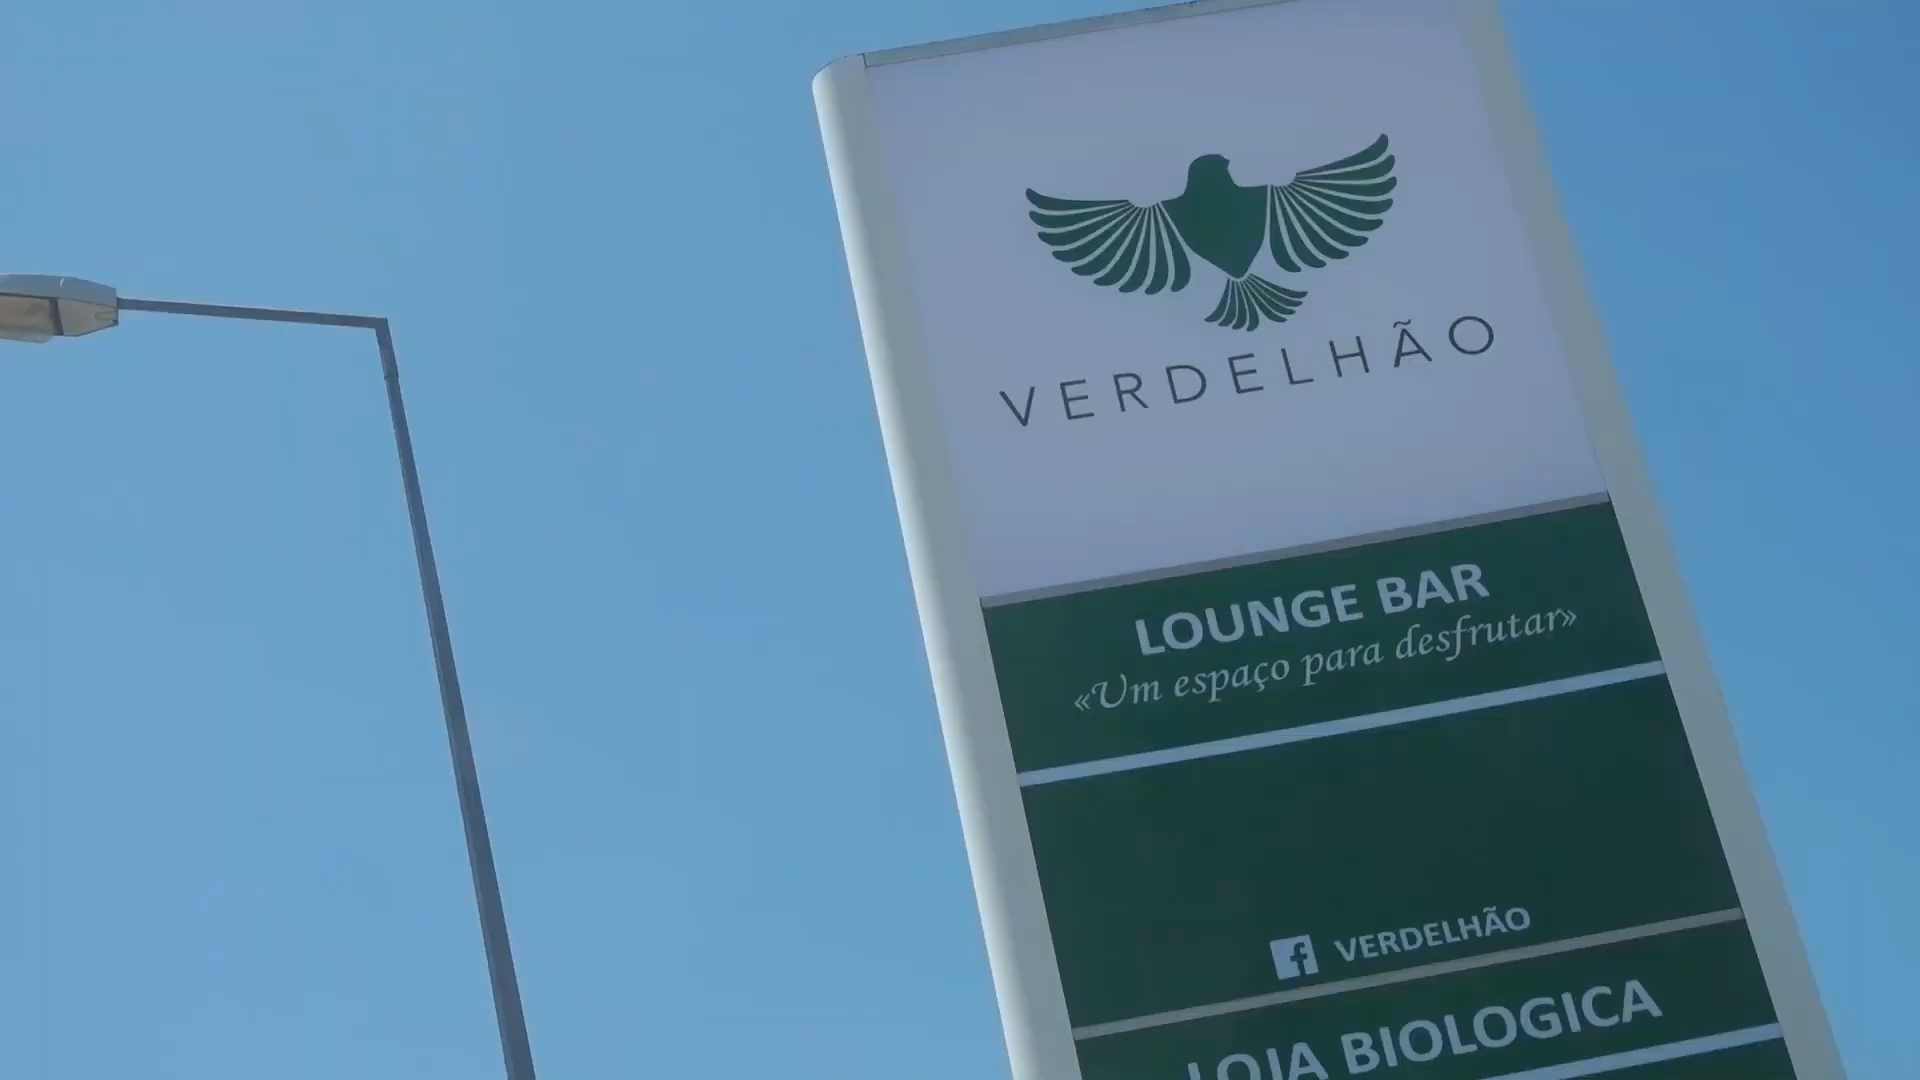 VERDELHÃO
LOUNGE BAR
«Um espaço para desfrutar»
VERDELHÃO
LOJA BIOLOGICA